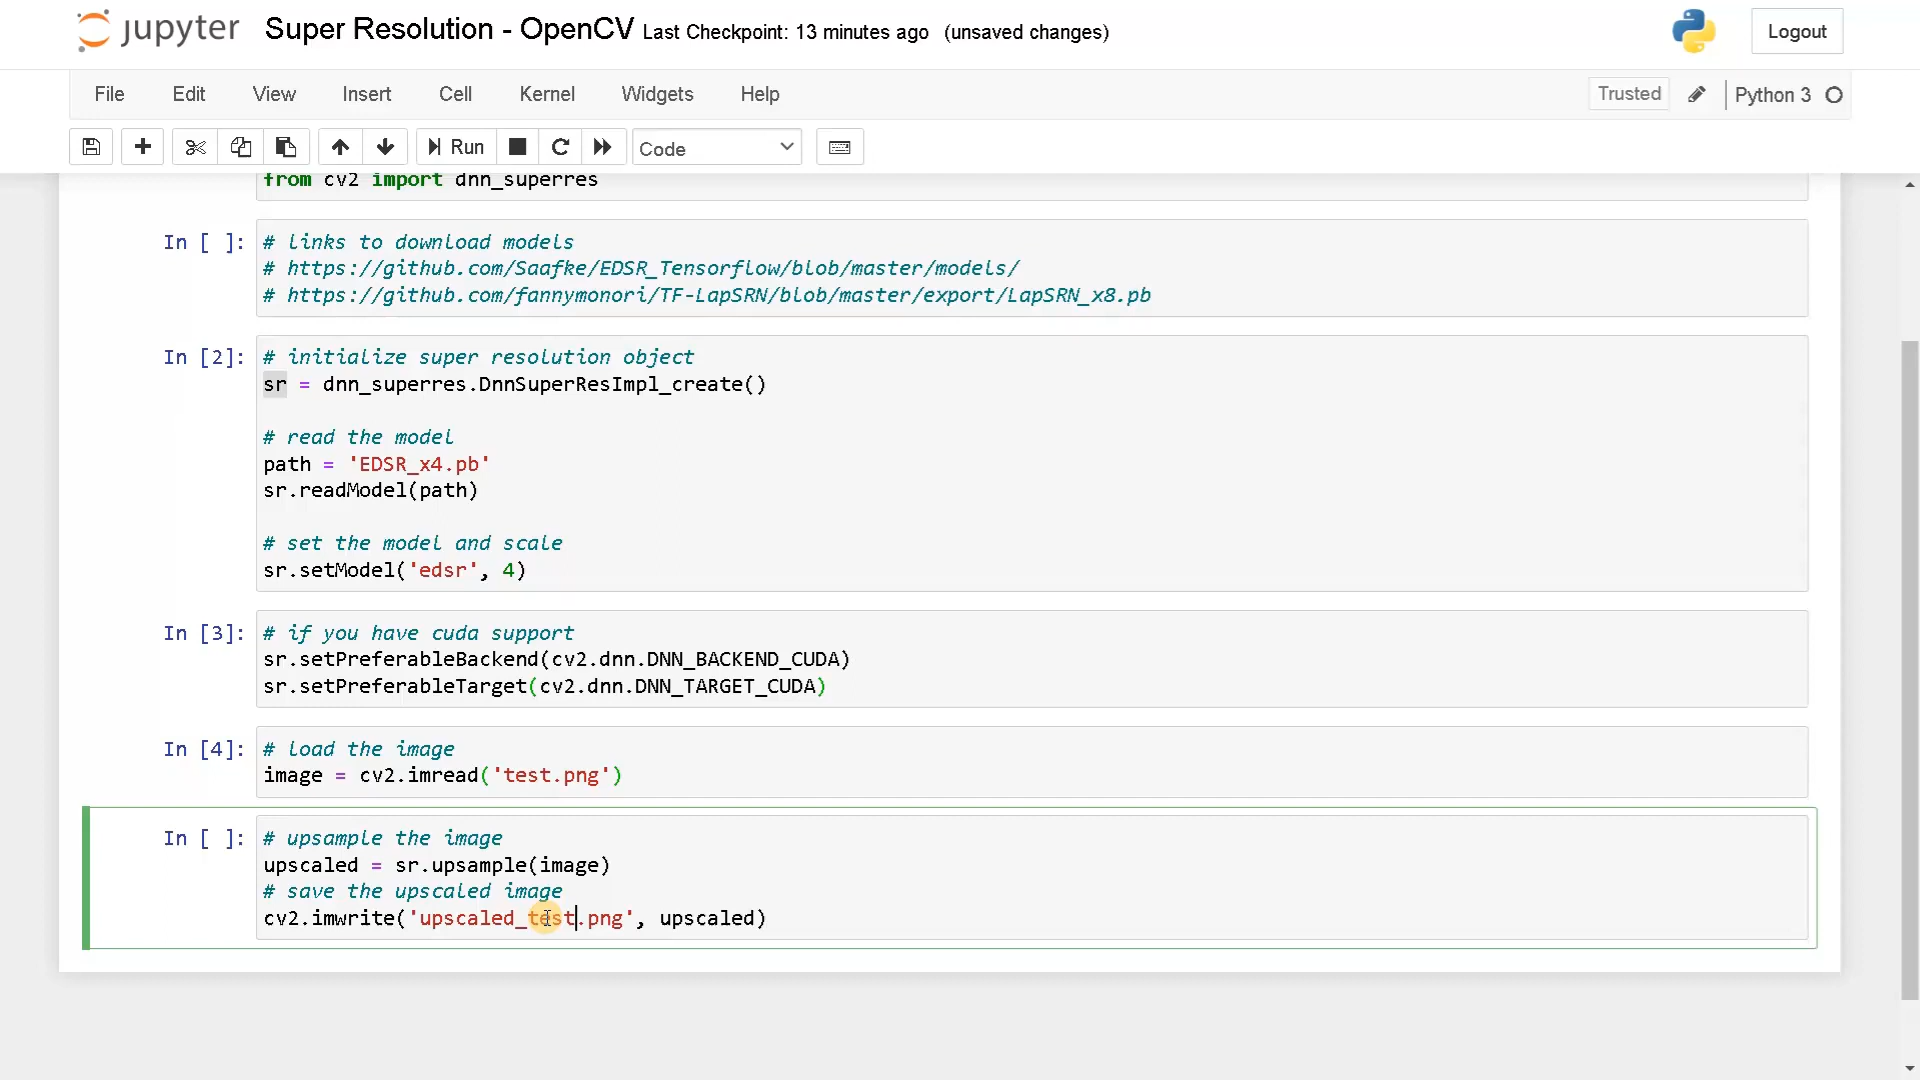 jupyter Super Resolution - OpenCV Last Checkpoint: 13 minutes ago (unsaved changes) Logout
File Edit View Insert Cell Kernel Widgets Help Trusted Python 3
Run Code
from cv2 import dnn_superres
In [ ]: # links to download models
# https://github.com/Saafke/EDSR_Tensorflow/blob/master/models/
# https://github.com/fannymonori/TF-LapSRN/blob/master/export/LapSRN_x8.pb
In [2]: # initialize super resolution object
sr = dnn_superres.DnnSuperResImpl_create()
# read the model
path = 'EDSR_x4.pb'
sr.readModel(path)
# set the model and scale
sr.setModel('edsr', 4)
In [3]: # if you have cuda support
sr.setPreferableBackend(cv2.dnn.DNN_BACKEND_CUDA)
sr.setPreferableTarget(cv2.dnn.DNN_TARGET_CUDA)
In [4]: # load the image
image = cv2.imread('test.png')
In [ ]: # upsample the image
upscaled = sr.upsample(image)
# save the upscaled image
cv2.imwrite('upscaled_test.png', upscaled)